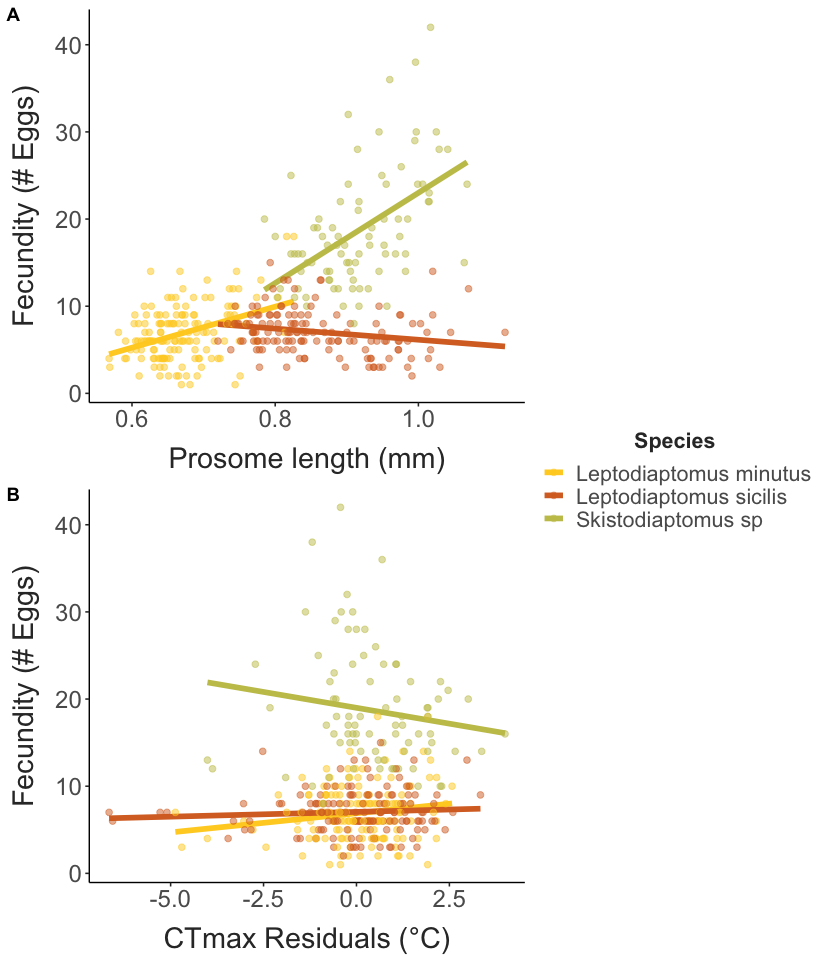 A
Fecundity (# Eggs)
40
30
20
10
0
0.6 0.8 1.0
Prosome length (mm)
Species
Leptodiaptomus minutus
Leptodiaptomus sicilis
Skistodiaptomus sp
B
Fecundity (# Eggs)
40
30
20
10
0
-5.0 -2.5 0.0 2.5
CTmax Residuals (°C)